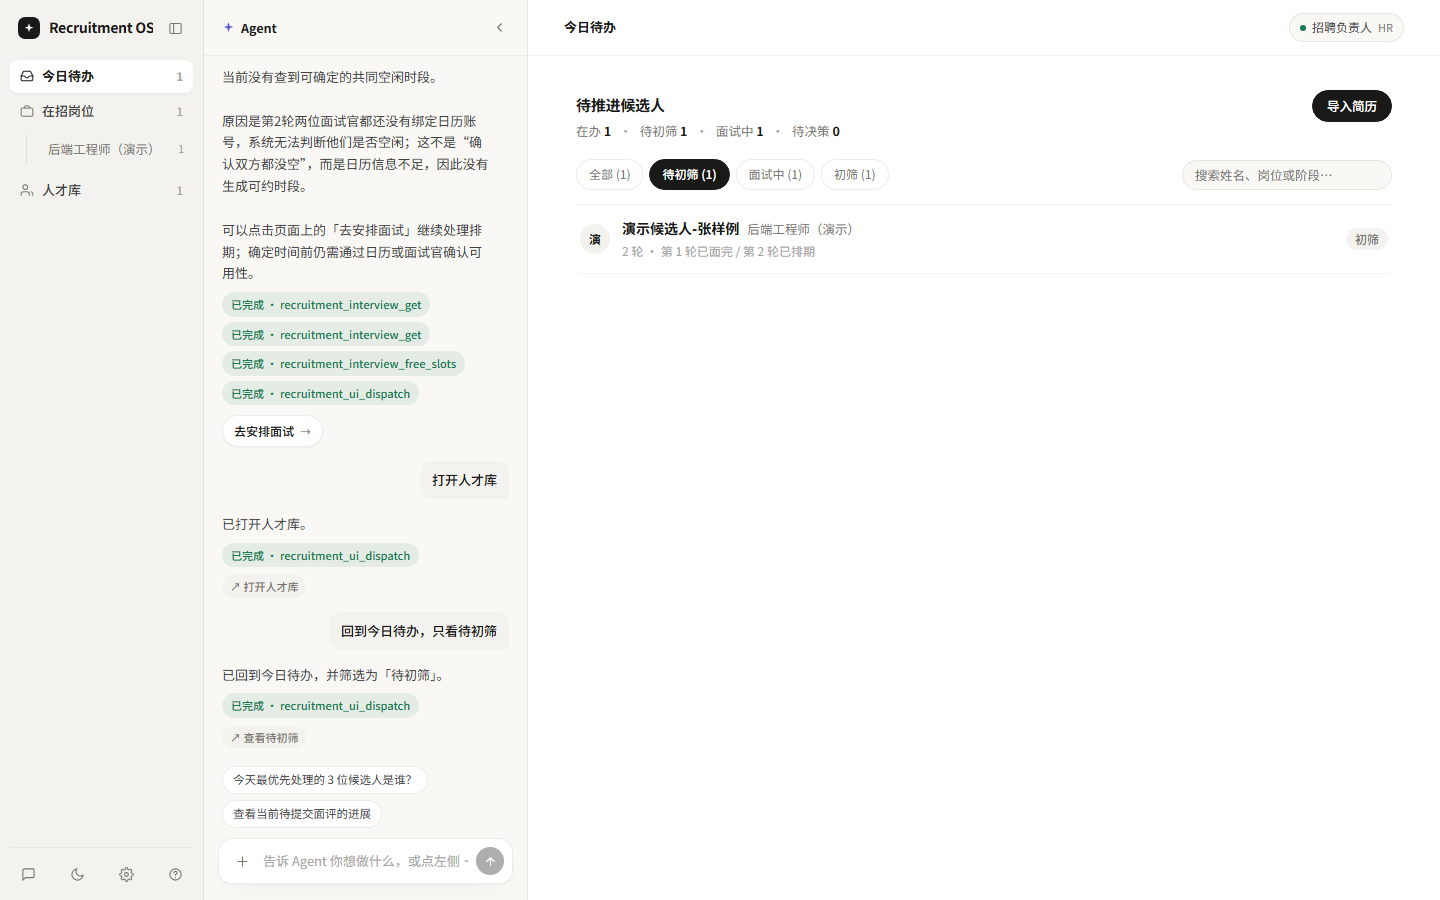 Recruitment OS
今日待办 1
在招岗位 1
后端工程师（演示） 1
人才库 1
Agent
当前没有查到可确定的共同空闲时段。
原因是第2轮两位面试官都还没有绑定日历账
号，系统无法判断他们是否空闲；这不是“确
认双方都没空”，而是日历信息不足，因此没有
生成可约时段。
可以点击页面上的「去安排面试」继续处理排
期；确定时间前仍需通过日历或面试官确认可
用性。
已完成 · recruitment_interview_get
已完成 · recruitment_interview_get
已完成 · recruitment_interview_free_slots
已完成 · recruitment_ui_dispatch
去安排面试 →
打开人才库
已打开人才库。
已完成 · recruitment_ui_dispatch
↗ 打开人才库
回到今日待办，只看待初筛
已回到今日待办，并筛选为「待初筛」。
已完成 · recruitment_ui_dispatch
↗ 查看待初筛
今天最优先处理的 3 位候选人是谁？
查看当前待提交面评的进展
告诉 Agent 你想做什么，或点左侧 -
今日待办
招聘负责人 HR
待推进候选人
导入简历
在办 1 · 待初筛 1 · 面试中 1 · 待决策 0
全部 (1) 待初筛 (1) 面试中 (1) 初筛 (1)
搜索姓名、岗位或阶段…
演
演示候选人-张样例 后端工程师（演示）
2 轮 · 第 1 轮已面完 / 第 2 轮已排期
初筛